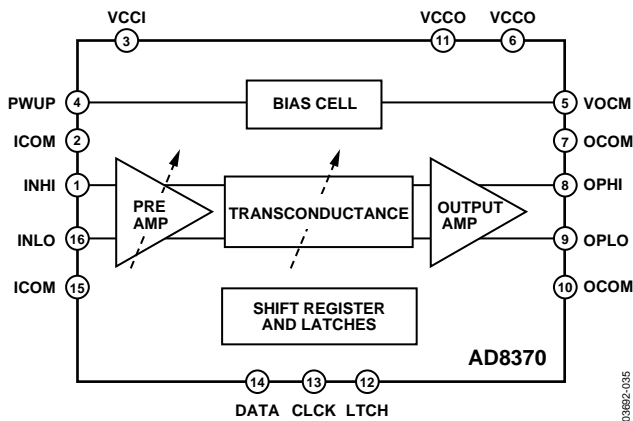 VCCI VCCO VCCO
3 11 6
PWUP 4 BIAS CELL 5 VOCM
ICOM 2 7 OCOM
INHI 1 8 OPHI
PRE AMP
TRANSCONDUCTANCE
OUTPUT AMP
INLO 16 9 OPLO
ICOM 15 10 OCOM
SHIFT REGISTER
AND LATCHES
AD8370
14 13 12
DATA CLCK LTCH
03692-035